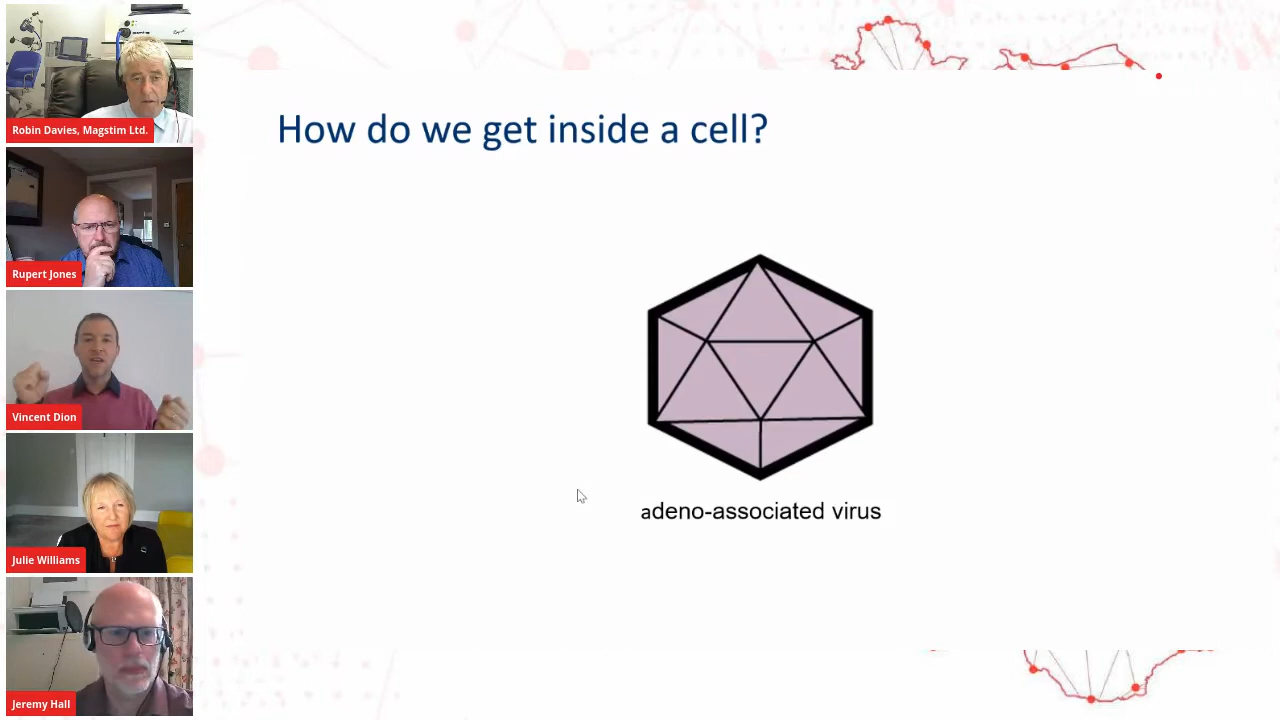 Robin Davies, Magstim Ltd.
Rupert Jones
Vincent Dion
Julie Williams
Jeremy Hall
How do we get inside a cell?
adeno-associated virus